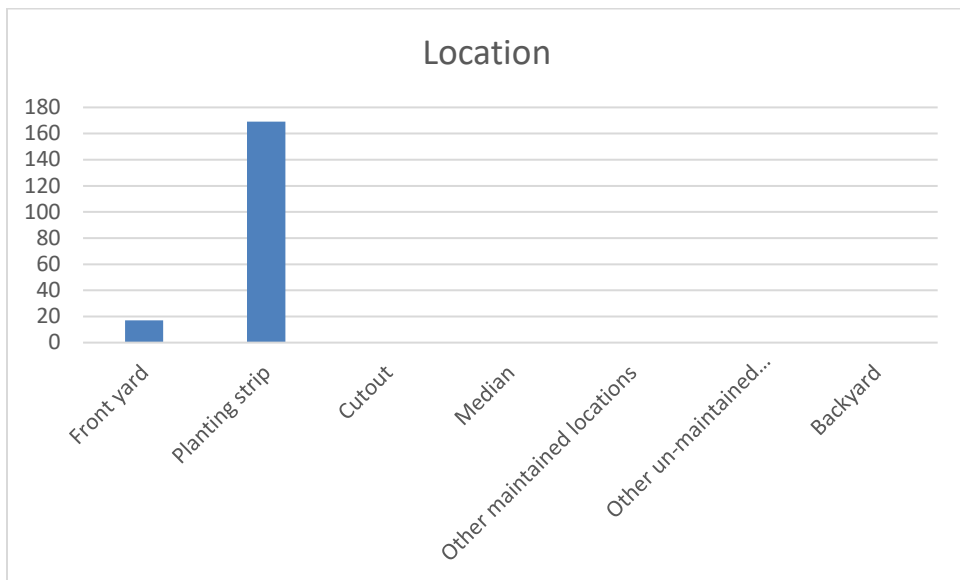 Location
180
160
140
120
100
80
60
40
20
0
Front yard
Planting strip
Cutout
Median
Other maintained locations
Other un-maintained...
Backyard